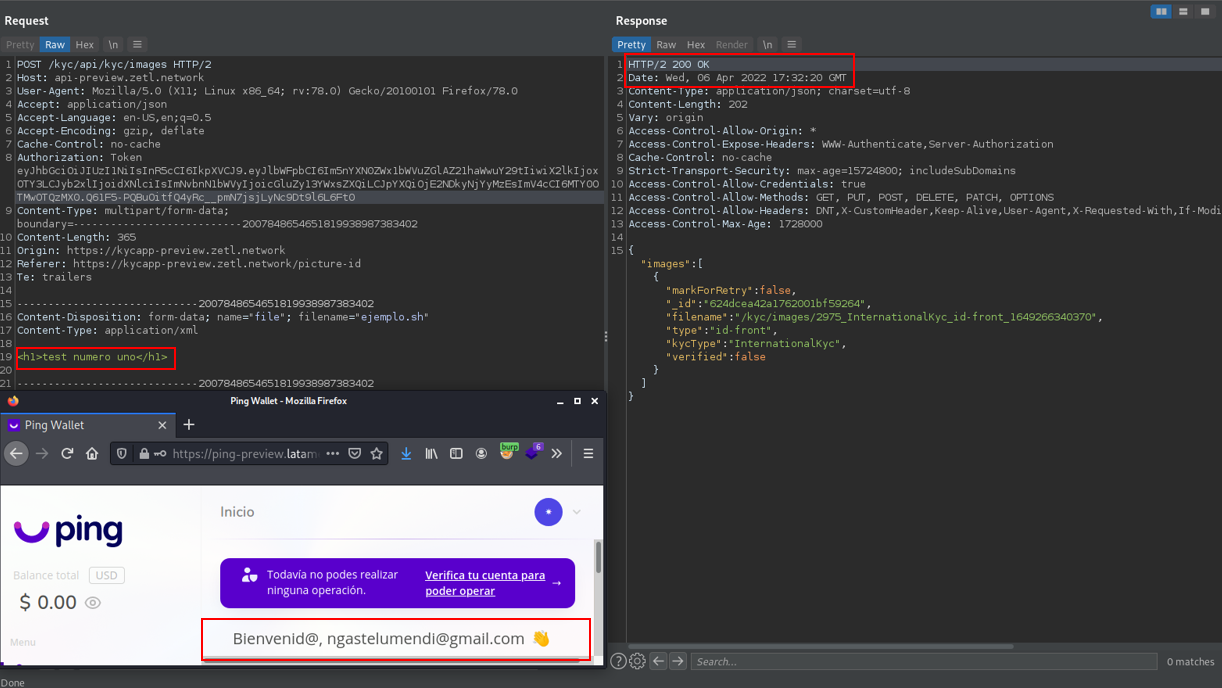 Request
Pretty Raw Hex \n
1 POST /kyc/api/kyc/images HTTP/2
2 Host: api-preview.zetl.network
3 User-Agent: Mozilla/5.0 (X11; Linux x86_64; rv:78.0) Gecko/20100101 Firefox/78.0
4 Accept: application/json
5 Accept-Language: en-US,en;q=0.5
6 Accept-Encoding: gzip, deflate
7 Cache-Control: no-cache
8 Authorization: Token
9 Content-Type: multipart/form-data;
boundary=---------------------------2007848654651819938987383402
10 Content-Length: 365
11 Origin: https://kycapp-preview.zetl.network
12 Referer: https://kycapp-preview.zetl.network/picture-id
13 Te: trailers
14
15 -----------------------------2007848654651819938987383402
16 Content-Disposition: form-data; name="file"; filename="ejemplo.sh"
17 Content-Type: application/xml
18
19 <h1>test numero uno</h1>
20
21 -----------------------------2007848654651819938987383402
Ping Wallet - Mozilla Firefox
Ping Wallet
https://ping-preview.latam
burp
6
ping
Balance total USD
$ 0.00
Menu
Inicio
Todavía no podes realizar
ninguna operación.
Verifica tu cuenta para
poder operar
Bienvenid@, ngastelumendi@gmail.com 👋
Done
Response
Pretty Raw Hex Render \n
1 HTTP/2 200 OK
2 Date: Wed, 06 Apr 2022 17:32:20 GMT
3 Content-Type: application/json; charset=utf-8
4 Content-Length: 202
5 Vary: origin
6 Access-Control-Allow-Origin: *
7 Access-Control-Expose-Headers: WWW-Authenticate,Server-Authorization
8 Cache-Control: no-cache
9 Strict-Transport-Security: max-age=15724800; includeSubDomains
10 Access-Control-Allow-Credentials: true
11 Access-Control-Allow-Methods: GET, PUT, POST, DELETE, PATCH, OPTIONS
12 Access-Control-Allow-Headers: DNT,X-CustomHeader,Keep-Alive,User-Agent,X-Requested-With,If-Modi
13 Access-Control-Max-Age: 1728000
14
15 {
"images":[
{
"markForRetry":false,
"_id":"624dcea42a1762001bf59264",
"filename":"/kyc/images/2975_InternationalKyc_id-front_1649266340370",
"type":"id-front",
"kycType":"InternationalKyc",
"verified":false
}
]
}
Search...
0 matches